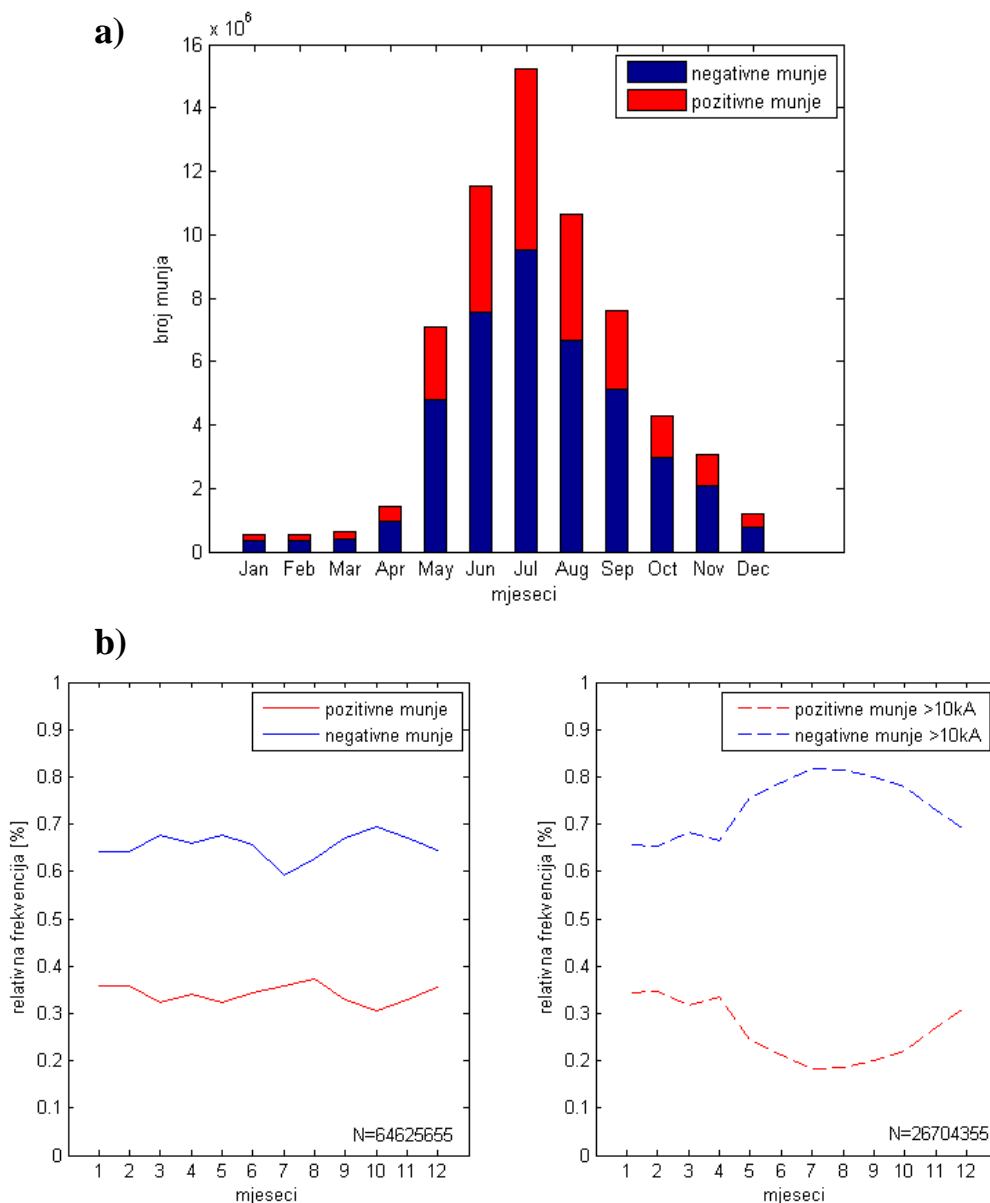 a)
x 10^6
negativne munje
pozitivne munje
16
14
12
10
8
6
4
2
0
broj munja
Jan Feb Mar Apr May Jun Jul Aug Sep Oct Nov Dec
mjeseci
b)
pozitivne munje
negativne munje
1
0.9
0.8
0.7
0.6
0.5
0.4
0.3
0.2
0.1
0
relativna frekvencija [%]
N=64625655
1 2 3 4 5 6 7 8 9 10 11 12
mjeseci
pozitivne munje >10kA
negativne munje >10kA
1
0.9
0.8
0.7
0.6
0.5
0.4
0.3
0.2
0.1
0
relativna frekvencija [%]
N=26704355
1 2 3 4 5 6 7 8 9 10 11 12
mjeseci